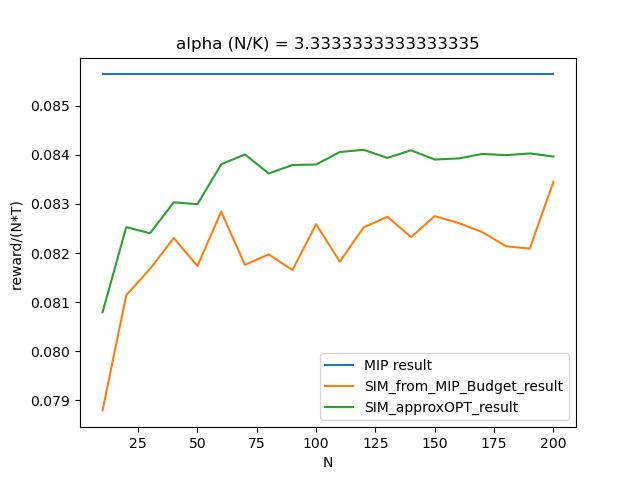 alpha (N/K) = 3.3333333333333335
reward/(N*T)
0.085
0.084
0.083
0.082
0.081
0.080
0.079
MIP result
SIM_from_MIP_Budget_result
SIM_approxOPT_result
25 50 75 100 125 150 175 200
N